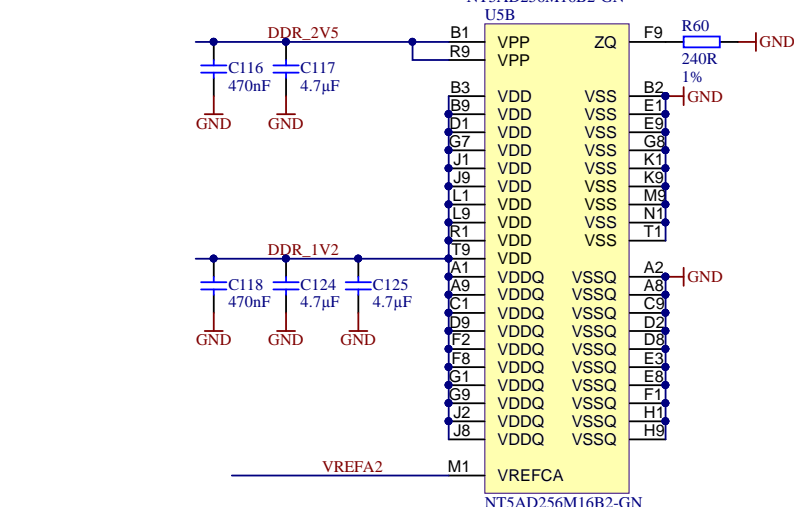 NT5AD256M16B2-GN
U5B
DDR_2V5
B1 VPP ZQ F9 R60 GND
R9 VPP 240R
1%
C116 C117
470nF 4.7µF
GND GND
B3 VDD VSS B2 GND
B9 VDD VSS E1
D1 VDD VSS E9
G7 VDD VSS G8
J1 VDD VSS K1
J9 VDD VSS K9
L1 VDD VSS M9
L9 VDD VSS N1
R1 VDD VSS T1
DDR_1V2
T9 VDD
A1 VDDQ VSSQ A2 GND
A9 VDDQ VSSQ A8
C1 VDDQ VSSQ C9
D9 VDDQ VSSQ D2
F2 VDDQ VSSQ D8
F8 VDDQ VSSQ E3
G1 VDDQ VSSQ E8
G9 VDDQ VSSQ F1
J2 VDDQ VSSQ H1
J8 VDDQ VSSQ H9
C118 C124 C125
470nF 4.7µF 4.7µF
GND GND GND
VREFA2 M1 VREFCA
NT5AD256M16B2-GN